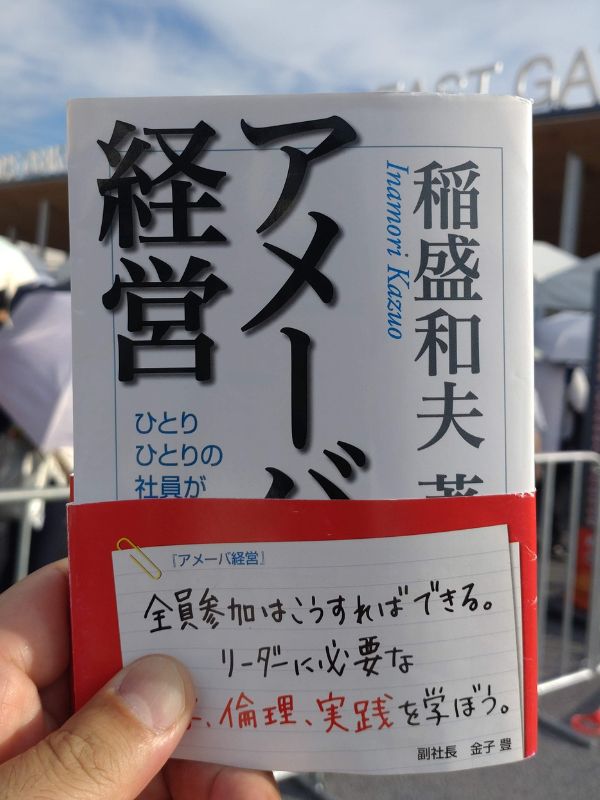 EAST GA
稲盛和夫 著
Inamori Kazuo
アメーバ
経営
ひとり
ひとりの
社員が
『アメーバ経営』
全員参加はこうすればできる。
リーダーに必要な
、倫理、実践を学ぼう。
副社長 金子 豊